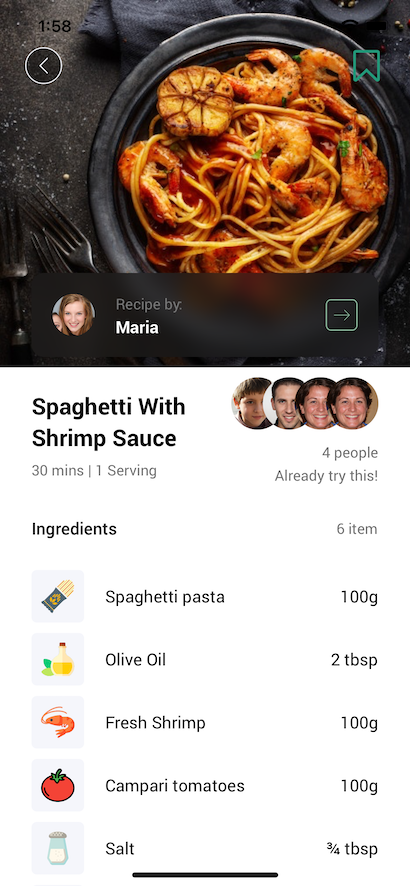 1:58
Recipe by:
Maria
Spaghetti With
Shrimp Sauce
30 mins | 1 Serving
4 people
Already try this!
Ingredients
6 item
Spaghetti pasta
100g
Olive Oil
2 tbsp
Fresh Shrimp
100g
Campari tomatoes
100g
Salt
¾ tbsp